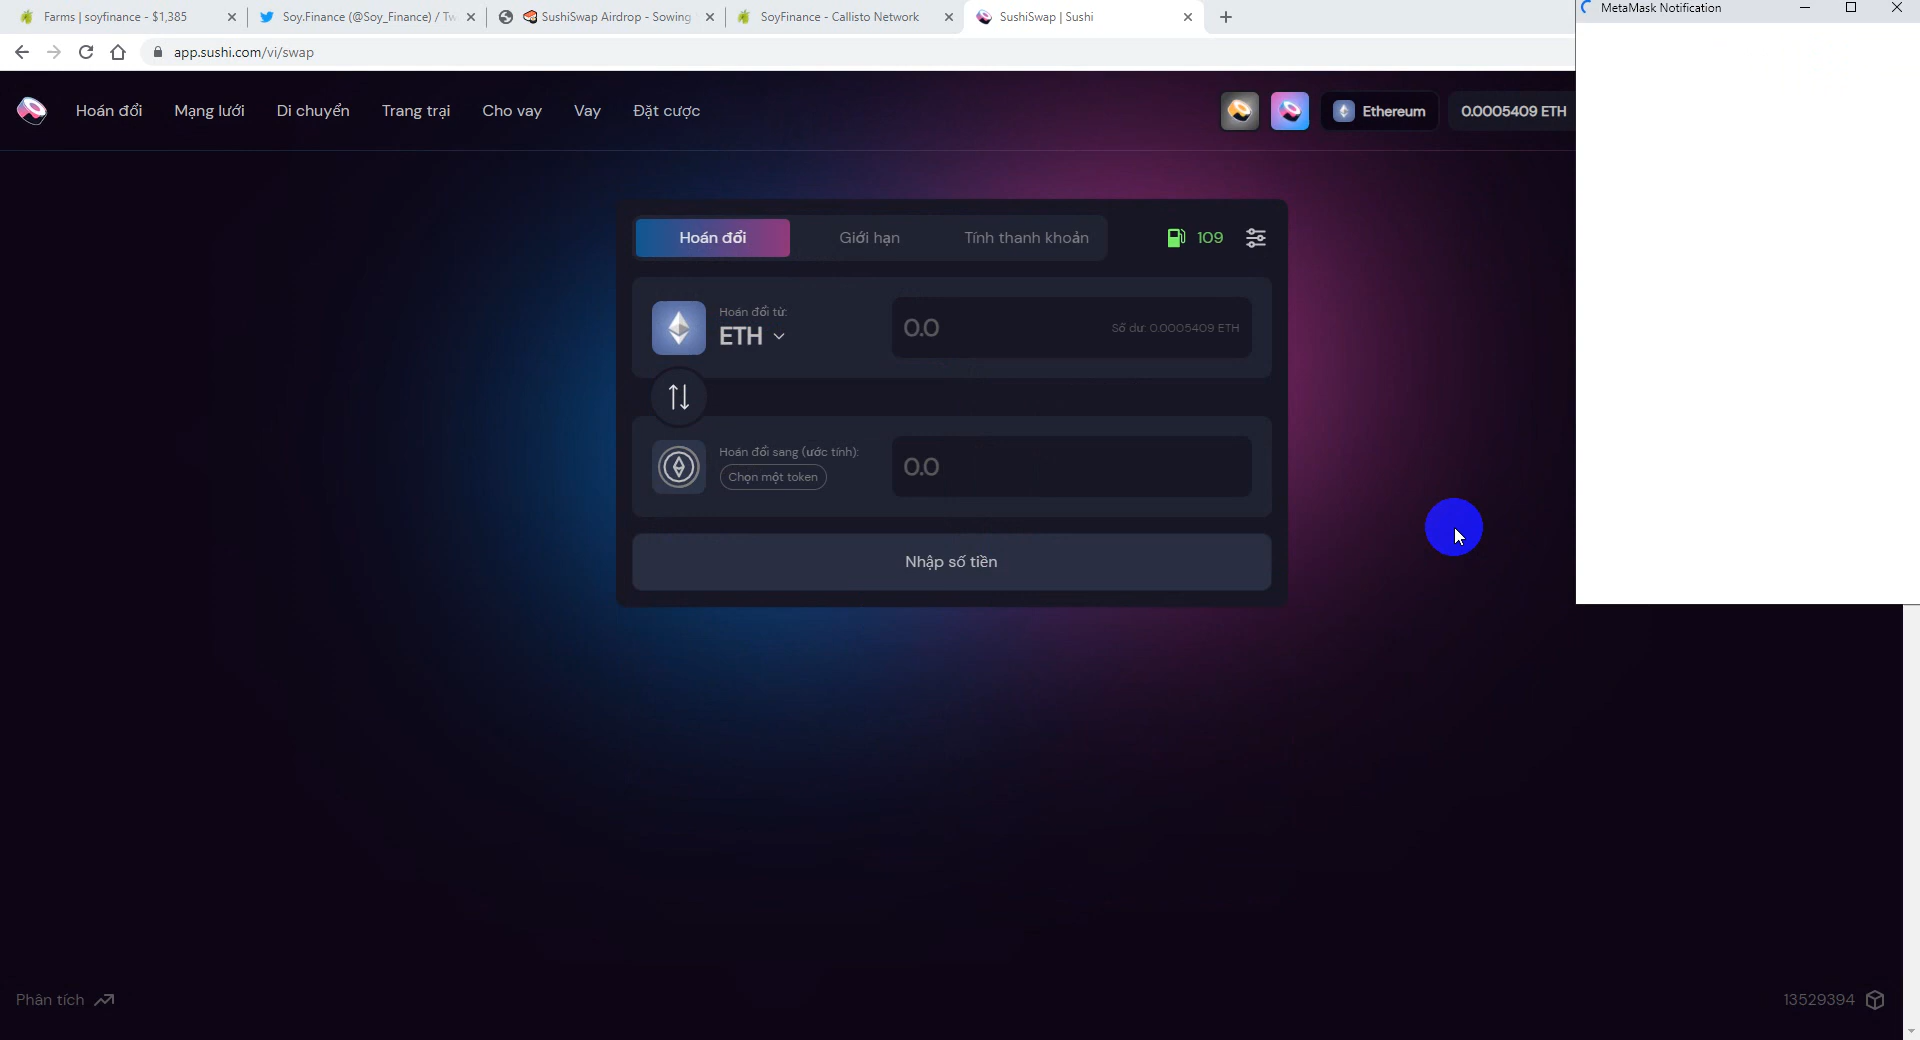 Farms | soyfinance - $1,385
Soy.Finance (@Soy_Finance) / Tw
SushiSwap Airdrop - Sowing
SoyFinance - Callisto Network
SushiSwap | Sushi
MetaMask Notification
app.sushi.com/vi/swap
Hoán đổi
Mạng lưới
Di chuyển
Trang trại
Cho vay
Vay
Đặt cược
Ethereum
0.0005409 ETH
Hoán đổi
Giới hạn
Tính thanh khoản
109
Hoán đổi từ:
ETH
0.0
Số dư: 0.0005409 ETH
Hoán đổi sang (ước tính):
Chọn một token
0.0
Nhập số tiền
Phân tích
13529394